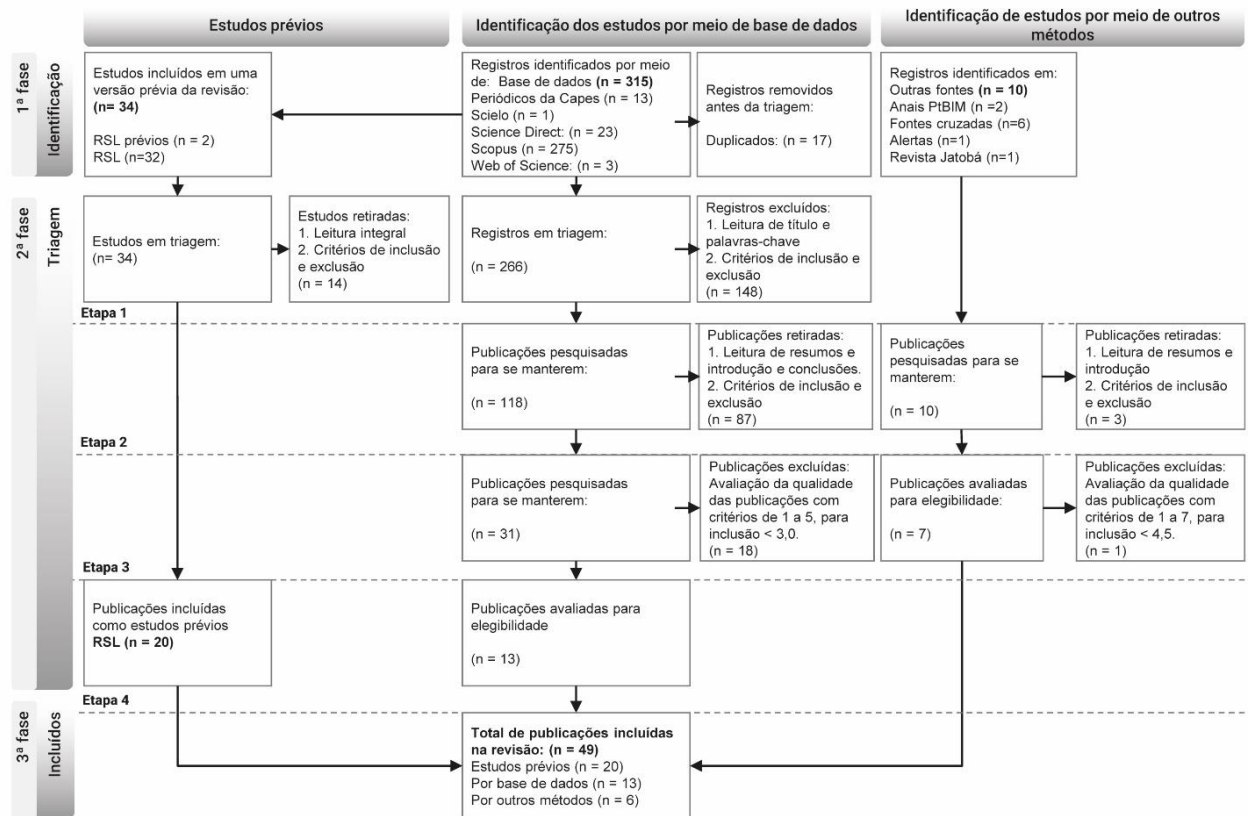 Estudos prévios
Identificação dos estudos por meio de base de dados
Identificação de estudos por meio de outros
métodos
1ª fase
Identificação
Estudos incluídos em uma
versão prévia da revisão:
(n= 34)
RSL prévios (n = 2)
RSL (n=32)
Registros identificados por meio
de: Base de dados (n = 315)
Periódicos da Capes (n = 13)
Scielo (n = 1)
Science Direct: (n = 23)
Scopus (n = 275)
Web of Science: (n = 3)
Registros removidos
antes da triagem:
Duplicados: (n = 17)
Registros identificados em:
Outras fontes (n = 10)
Anais PtBIM (n =2)
Fontes cruzadas (n=6)
Alertas (n=1)
Revista Jatobá (n=1)
2ª fase
Triagem
Estudos em triagem:
(n= 34)
Estudos retiradas:
1. Leitura integral
2. Critérios de inclusão
e exclusão
(n = 14)
Registros em triagem:
(n = 266)
Registros excluídos:
1. Leitura de título e
palavras-chave
2. Critérios de inclusão e
exclusão
(n = 148)
Etapa 1
Publicações pesquisadas
para se manterem:
(n = 118)
Publicações retiradas:
1. Leitura de resumos e
introdução e conclusões.
2. Critérios de inclusão e
exclusão
(n = 87)
Publicações
pesquisadas para se
manterem:
(n = 10)
Publicações retiradas:
1. Leitura de resumos e
introdução
2. Critérios de inclusão e
exclusão
(n = 3)
Etapa 2
Publicações pesquisadas
para se manterem:
(n = 31)
Publicações excluídas:
Avaliação da qualidade
das publicações com
critérios de 1 a 5, para
inclusão < 3,0.
(n = 18)
Publicações avaliadas
para elegibilidade:
(n = 7)
Publicações excluídas:
Avaliação da qualidade
das publicações com
critérios de 1 a 7, para
inclusão < 4,5.
(n = 1)
Etapa 3
Publicações incluídas
como estudos prévios
RSL (n = 20)
Publicações avaliadas para
elegibilidade
(n = 13)
Etapa 4
3ª fase
Incluídos
Total de publicações incluídas
na revisão: (n = 49)
Estudos prévios (n = 20)
Por base de dados (n = 13)
Por outros métodos (n = 6)